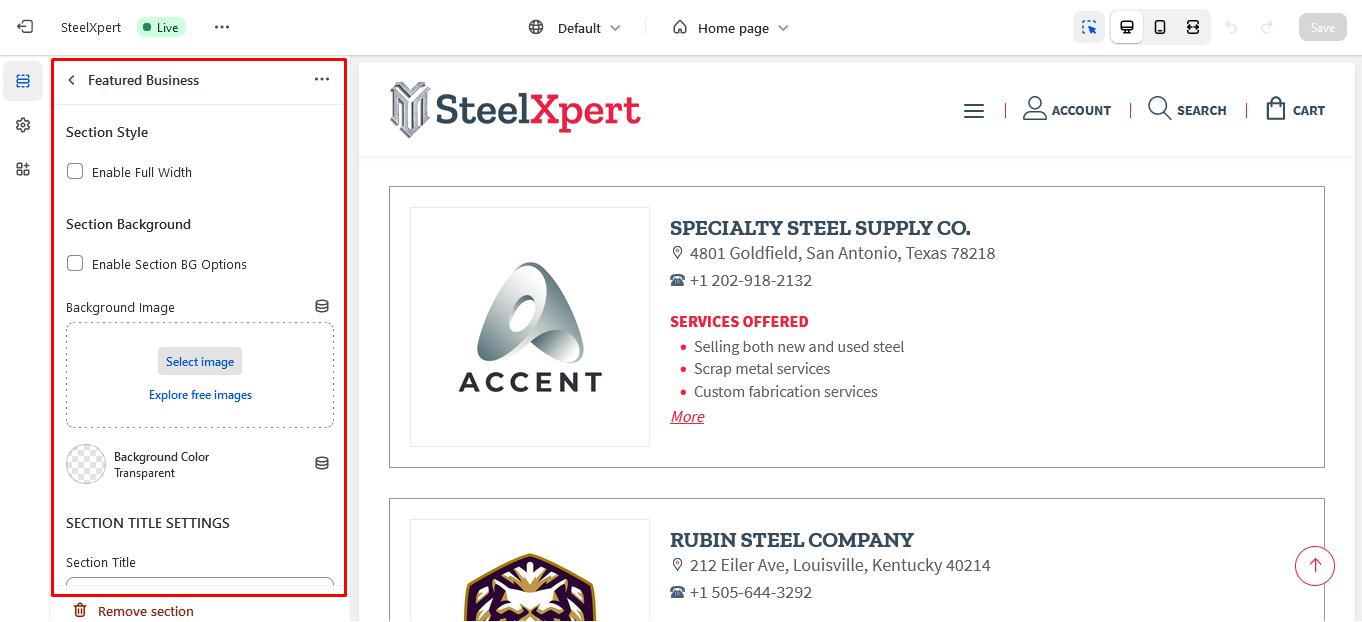 SteelXpert
Live
Default
Home page
Save
Featured Business
Section Style
Enable Full Width
Section Background
Enable Section BG Options
Background Image
Select image
Explore free images
Background Color
Transparent
SECTION TITLE SETTINGS
Section Title
Remove section
SteelXpert
ACCOUNT
SEARCH
CART
ACCENT
SPECIALTY STEEL SUPPLY CO.
4801 Goldfield, San Antonio, Texas 78218
+1 202-918-2132
SERVICES OFFERED
Selling both new and used steel
Scrap metal services
Custom fabrication services
More
RUBIN STEEL COMPANY
212 Eiler Ave, Louisville, Kentucky 40214
+1 505-644-3292